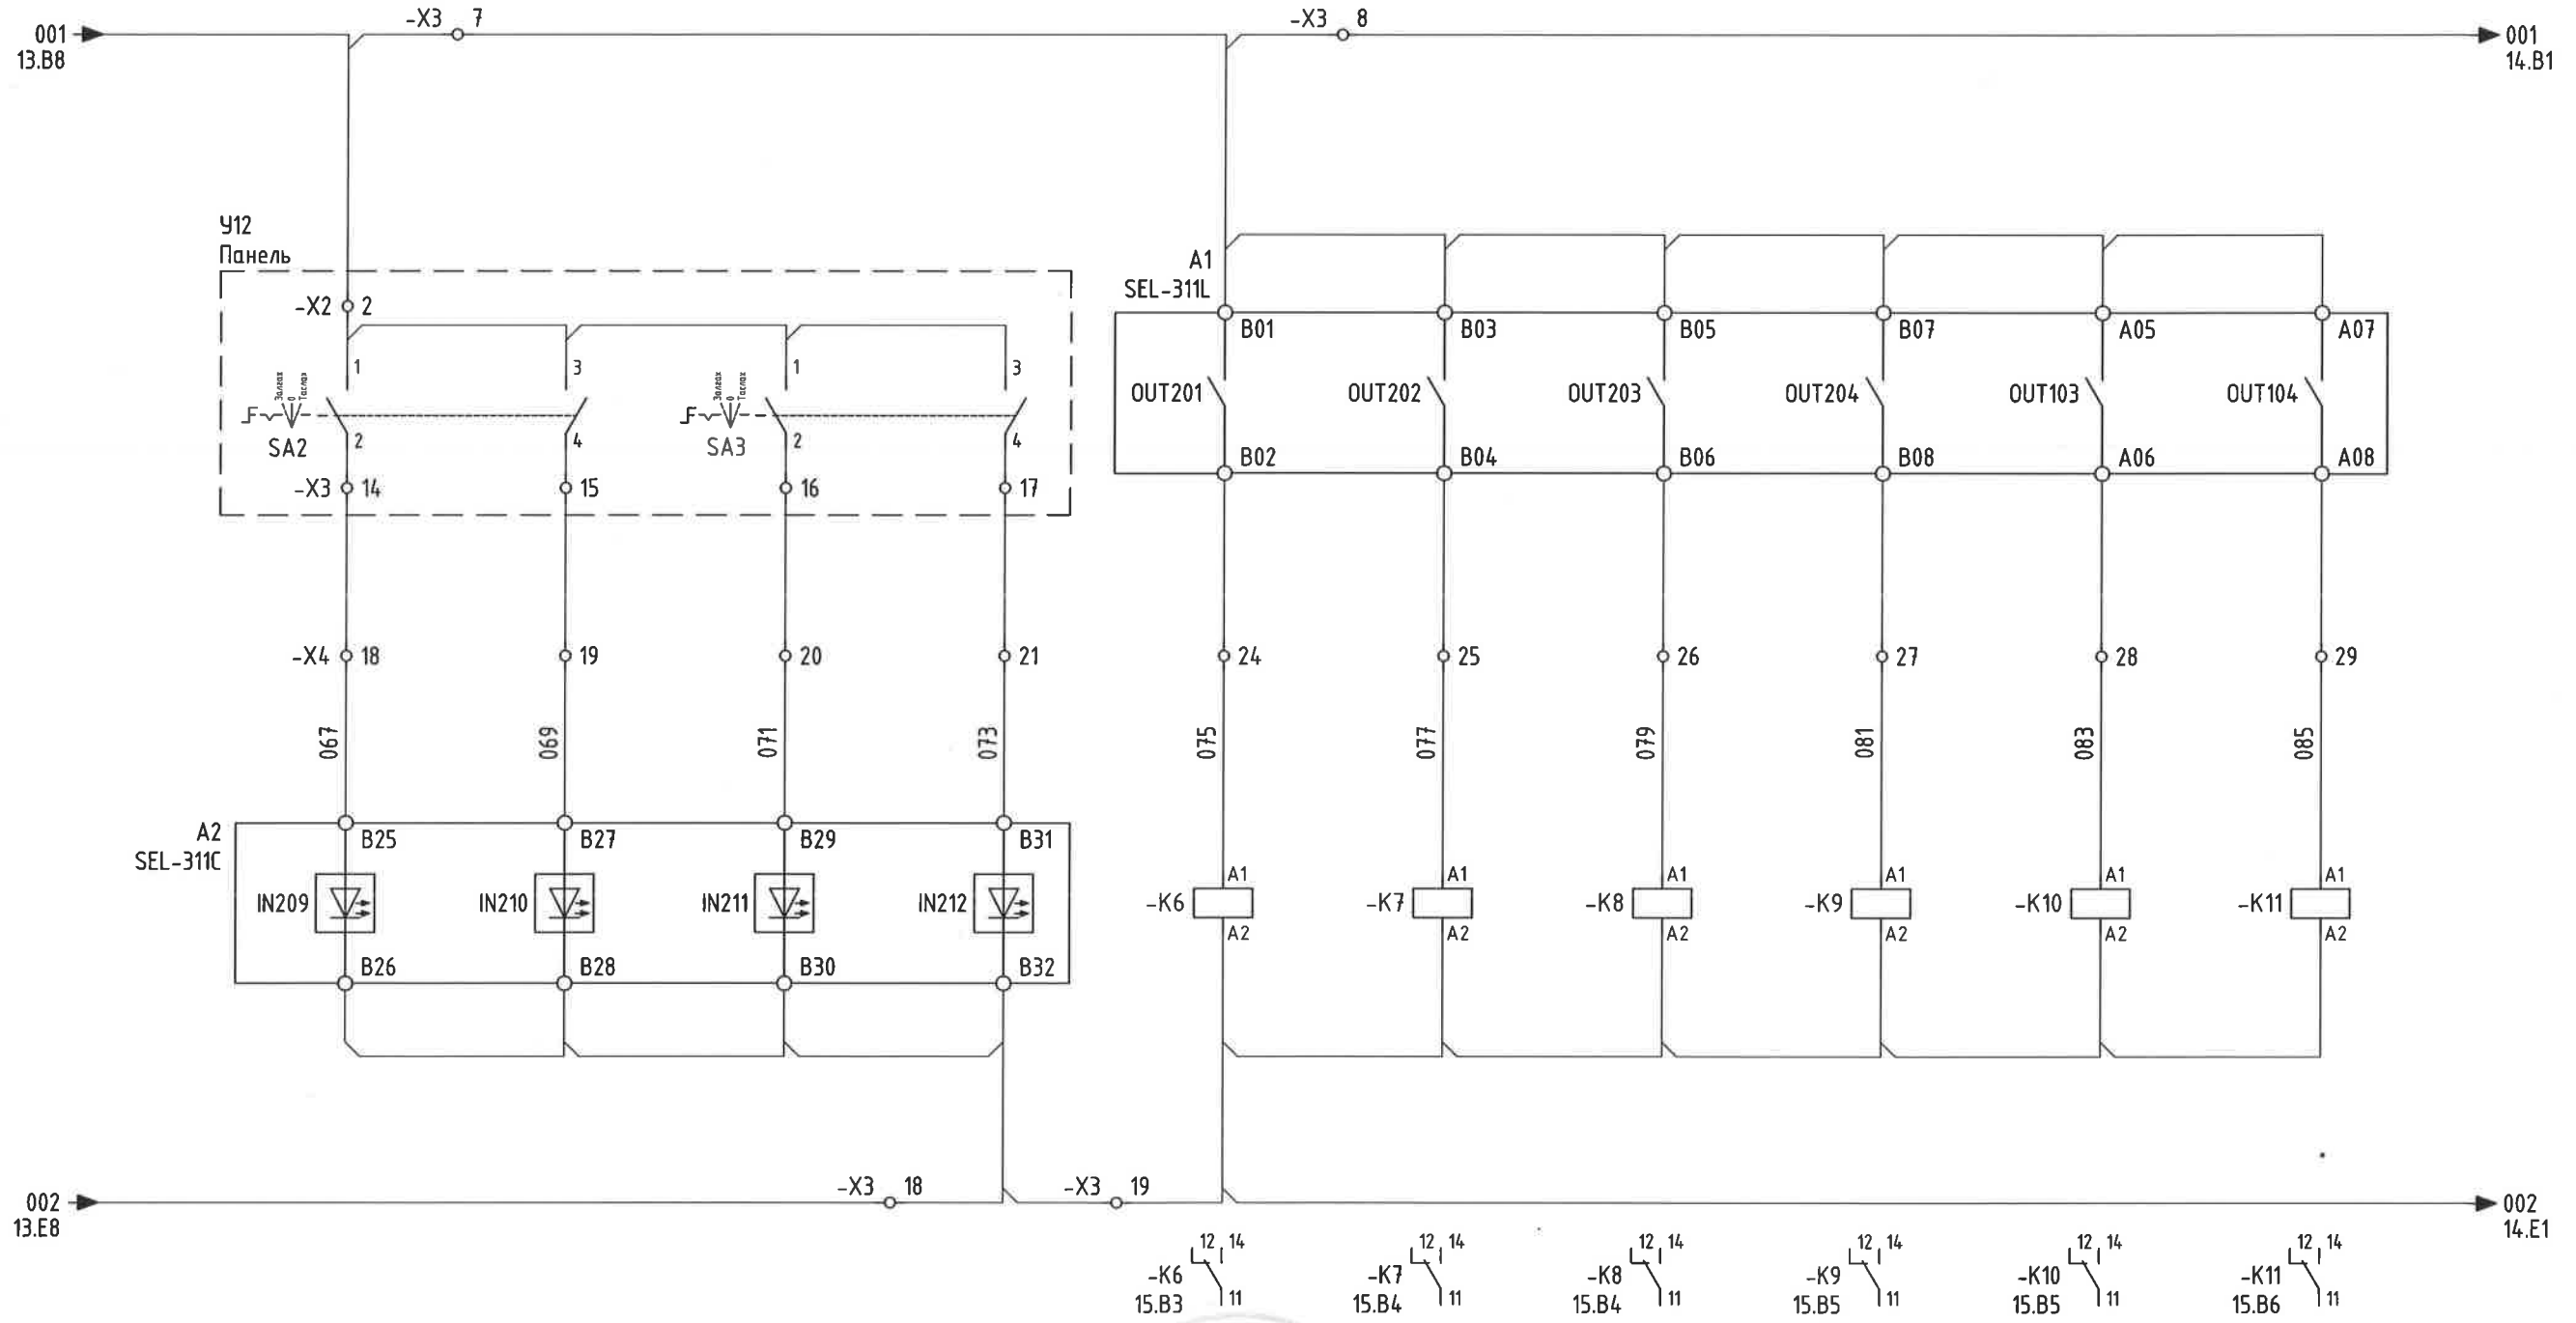 -X3 7
-X3 8
001
13.B8
001
14.B1
У12
Панель
-X2 2
1 3 1 3
Залгах
0
Таслах
Залгах
0
Таслах
SA2 2 4 SA3 2 4
-X3 14 15 16 17
A1
SEL-311L
B01 B03 B05 B07 A05 A07
OUT201 OUT202 OUT203 OUT204 OUT103 OUT104
B02 B04 B06 B08 A06 A08
-X4 18 19 20 21 24 25 26 27 28 29
067 069 071 073 075 077 079 081 083 085
A2
SEL-311C
B25 B27 B29 B31
IN209 IN210 IN211 IN212
B26 B28 B30 B32
A1 A1 A1 A1 A1 A1
-K6 -K7 -K8 -K9 -K10 -K11
A2 A2 A2 A2 A2 A2
-X3 18 -X3 19
002
13.E8
002
14.E1
12 14 12 14 12 14 12 14 12 14 12 14
-K6 -K7 -K8 -K9 -K10 -K11
11 11 11 11 11 11
15.B3 15.B4 15.B4 15.B5 15.B5 15.B6